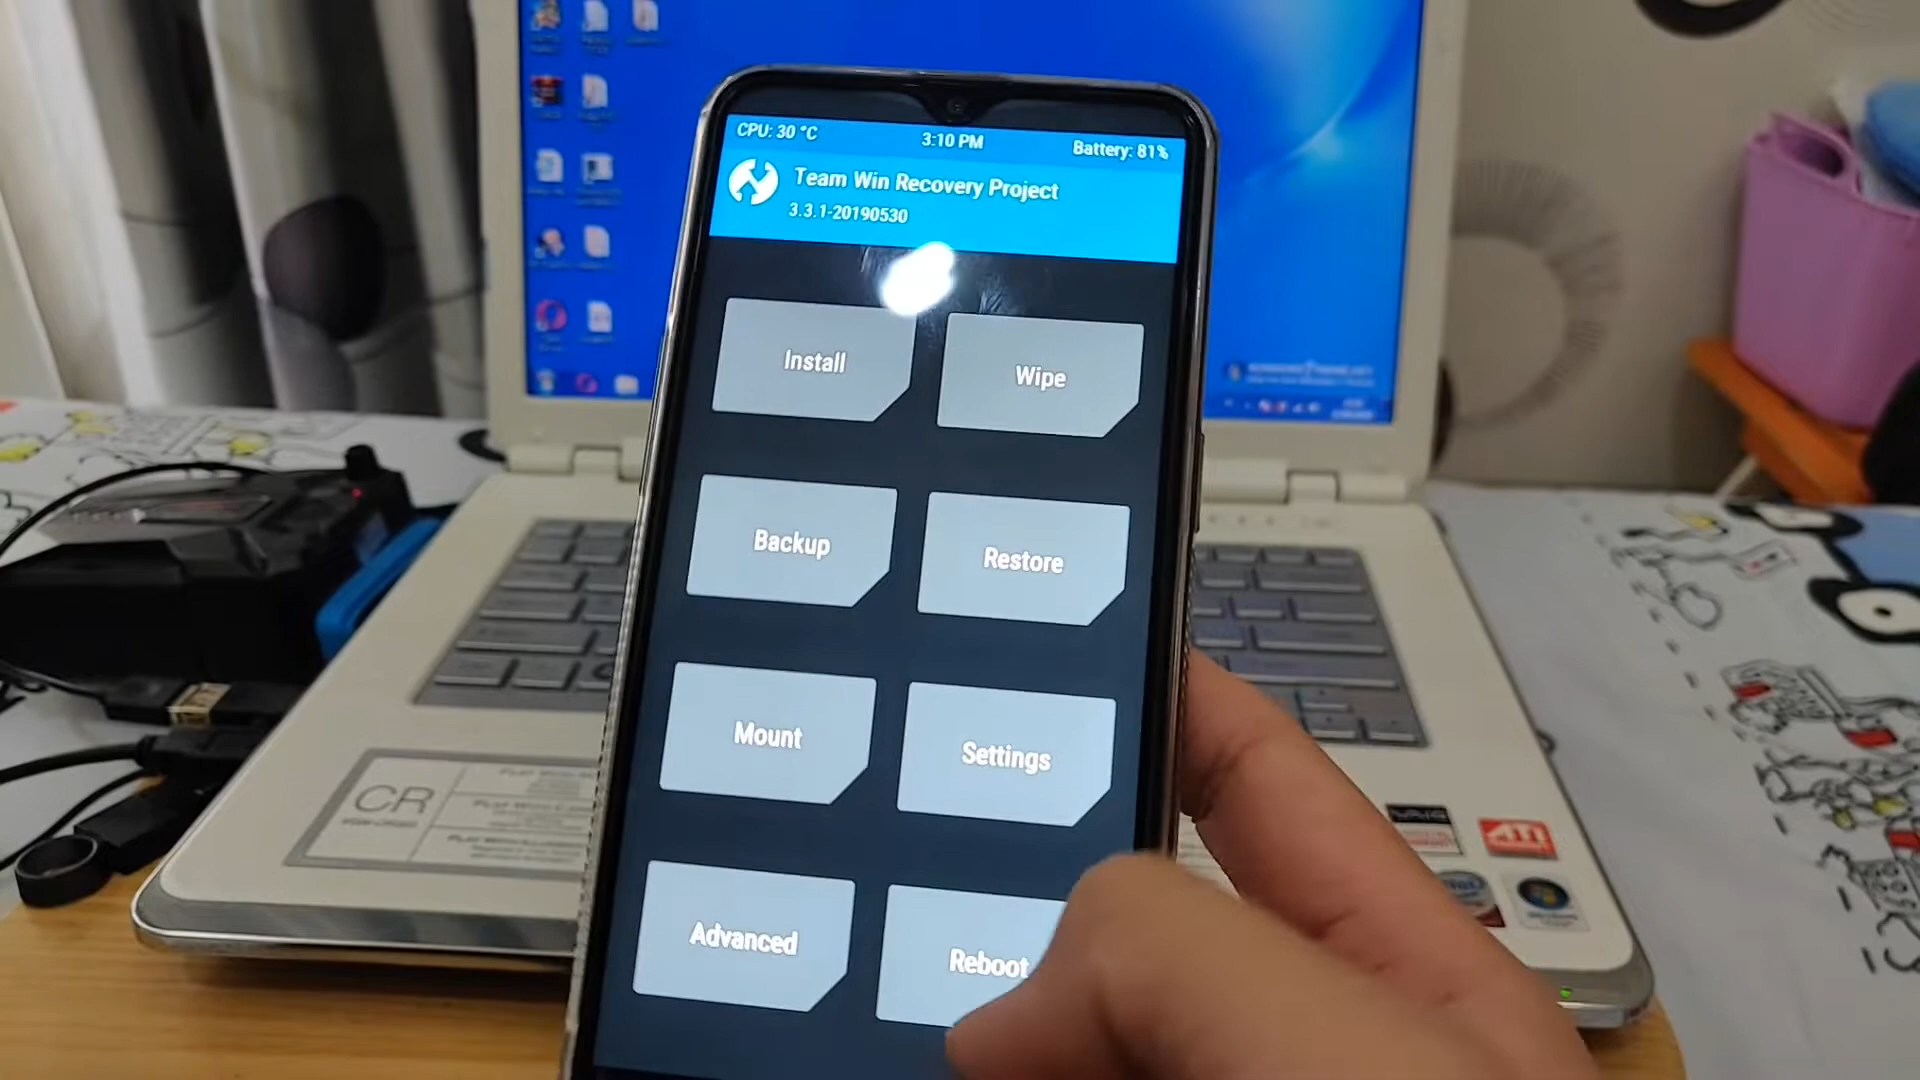 CPU: 30 °C
3:10 PM
Battery: 81%
Team Win Recovery Project
3.3.1-20190530
Install
Wipe
Backup
Restore
Mount
Settings
Advanced
Reboot
CR
ATI